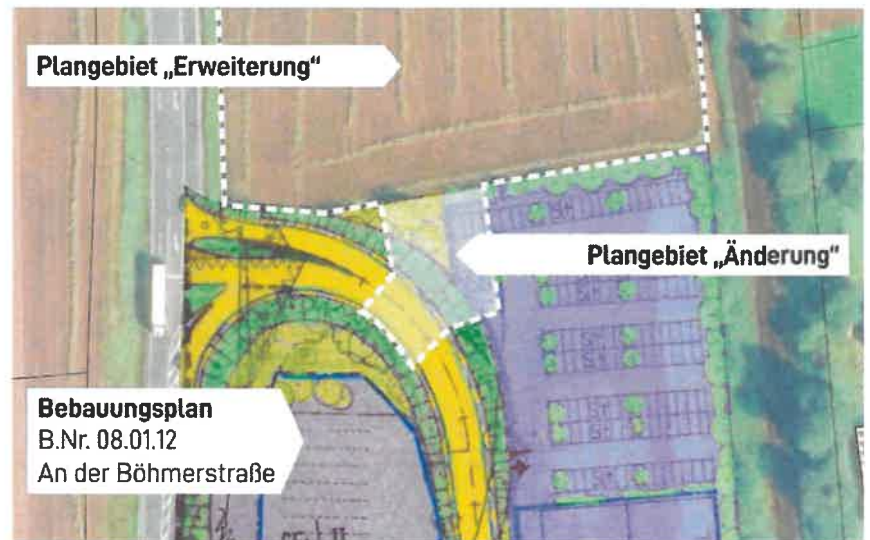 Plangebiet „Erweiterung“
Plangebiet „Änderung“
Bebauungsplan
B.Nr. 08.01.12
An der Böhmerstraße